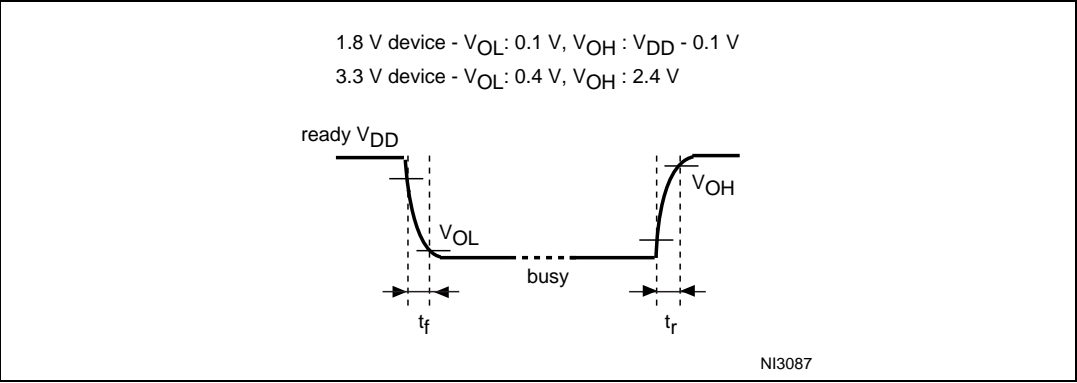 1.8 V device - VOL: 0.1 V, VOH : VDD - 0.1 V
3.3 V device - VOL: 0.4 V, VOH : 2.4 V
ready VDD
VOH
VOL
busy
tf
tr
NI3087